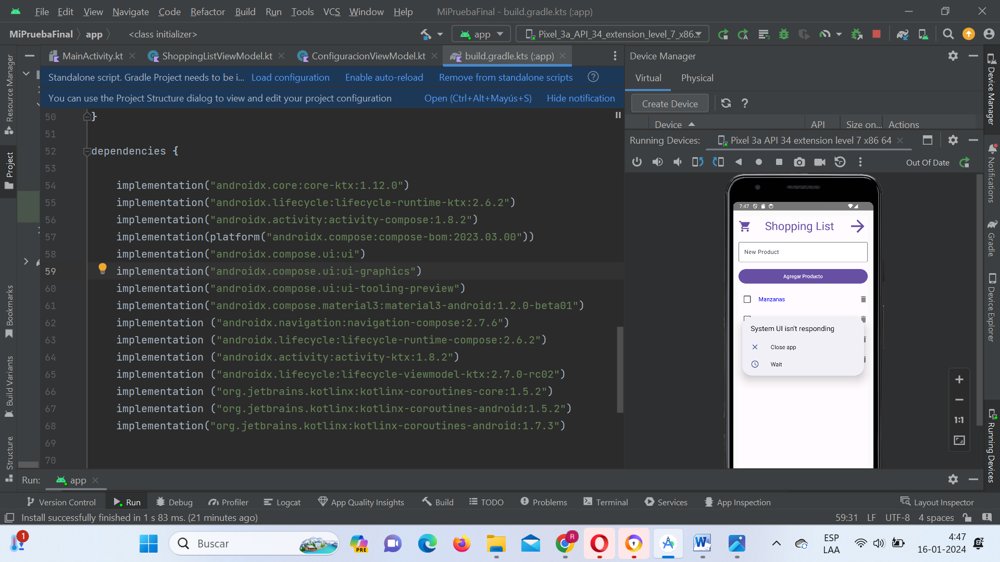 File Edit View Navigate Code Refactor Build Run Tools VCS Window Help MiPruebaFinal - build.gradle.kts (:app)
MiPruebaFinal app <class initializer> app Pixel_3a_API_34_extension_level_7_x86...
MainActivity.kt ShoppingListViewModel.kt ConfiguracionViewModel.kt build.gradle.kts (:app)
Standalone script. Gradle Project needs to be i... Load configuration Enable auto-reload Remove from standalone scripts
You can use the Project Structure dialog to view and edit your project configuration Open (Ctrl+Alt+Mayús+S) Hide notification
50 }
51
52 dependencies {
53
54 implementation("androidx.core:core-ktx:1.12.0")
55 implementation("androidx.lifecycle:lifecycle-runtime-ktx:2.6.2")
56 implementation("androidx.activity:activity-compose:1.8.2")
57 implementation(platform("androidx.compose:compose-bom:2023.03.00"))
58 implementation("androidx.compose.ui:ui")
59 implementation("androidx.compose.ui:ui-graphics")
60 implementation("androidx.compose.ui:ui-tooling-preview")
61 implementation("androidx.compose.material3:material3-android:1.2.0-beta01")
62 implementation ("androidx.navigation:navigation-compose:2.7.6")
63 implementation ("androidx.lifecycle:lifecycle-runtime-compose:2.6.2")
64 implementation ("androidx.activity:activity-ktx:1.8.2")
65 implementation ("androidx.lifecycle:lifecycle-viewmodel-ktx:2.7.0-rc02")
66 implementation ("org.jetbrains.kotlinx:kotlinx-coroutines-core:1.5.2")
67 implementation ("org.jetbrains.kotlinx:kotlinx-coroutines-android:1.5.2")
68 implementation("org.jetbrains.kotlinx:kotlinx-coroutines-android:1.7.3")
69
70
Resource Manager
Project
Bookmarks
Build Variants
Structure
Device Manager
Virtual Physical
Create Device
Device API Size on... Actions
Running Devices: Pixel 3a API 34 extension level 7 x86 64
Out Of Date
7:47
Shopping List
New Product
Agregar Producto
Manzanas
System UI isn't responding
Close app
Wait
1:1
Device Manager
Notifications
Gradle
Device Explorer
Running Devices
Run: app
Version Control Run Debug Profiler Logcat App Quality Insights Build TODO Problems Terminal Services App Inspection Layout Inspector
Install successfully finished in 1 s 83 ms. (21 minutes ago) 59:31 LF UTF-8 4 spaces
1
Buscar
PRE
R
ESP
LAA
4:47
16-01-2024